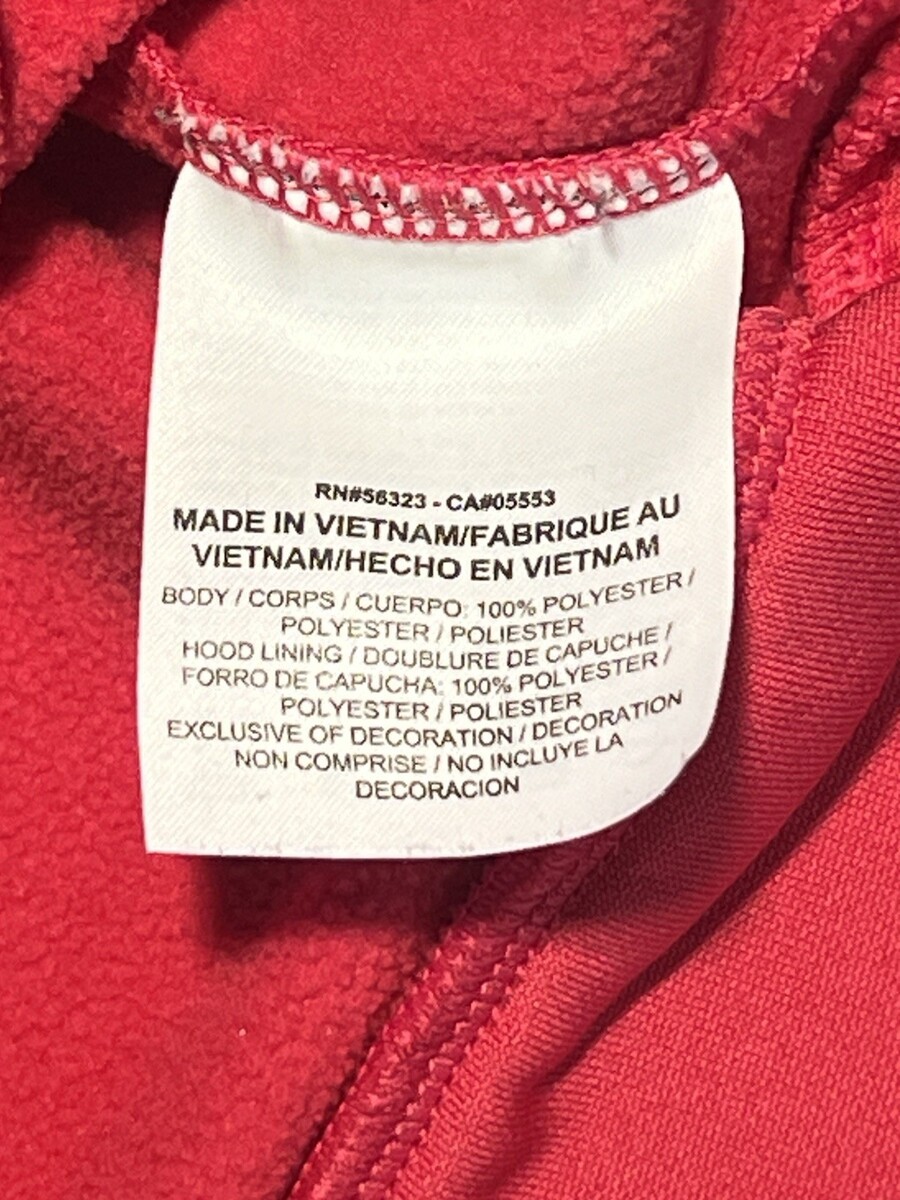 RN#56323 - CA#05553
MADE IN VIETNAM/FABRIQUE AU
VIETNAM/HECHO EN VIETNAM
BODY / CORPS / CUERPO: 100% POLYESTER /
POLYESTER / POLIESTER
HOOD LINING / DOUBLURE DE CAPUCHE /
FORRO DE CAPUCHA: 100% POLYESTER /
POLYESTER / POLIESTER
EXCLUSIVE OF DECORATION / DECORATION
NON COMPRISE / NO INCLUYE LA
DECORACION